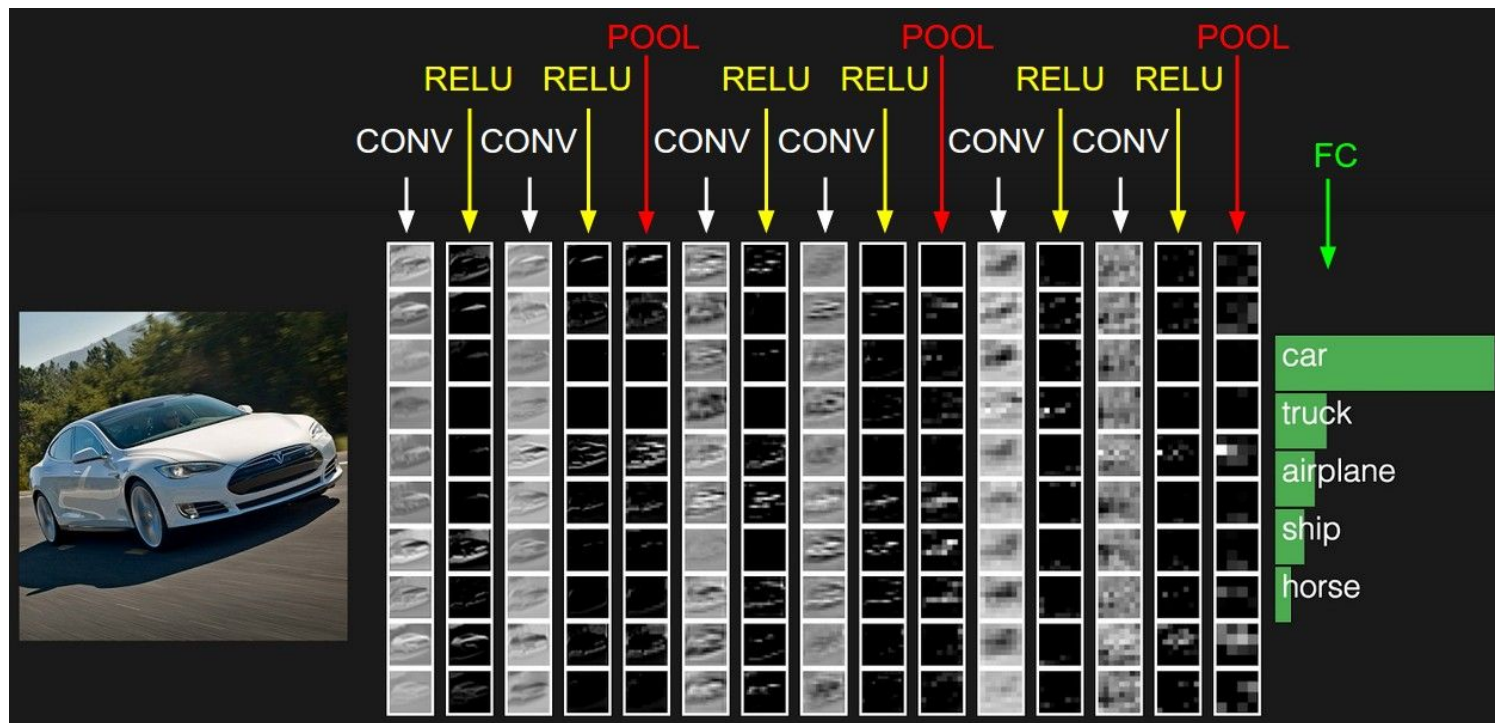 POOL POOL POOL
RELU RELU RELU RELU RELU RELU
CONV CONV CONV CONV CONV CONV
FC
car
truck
airplane
ship
horse